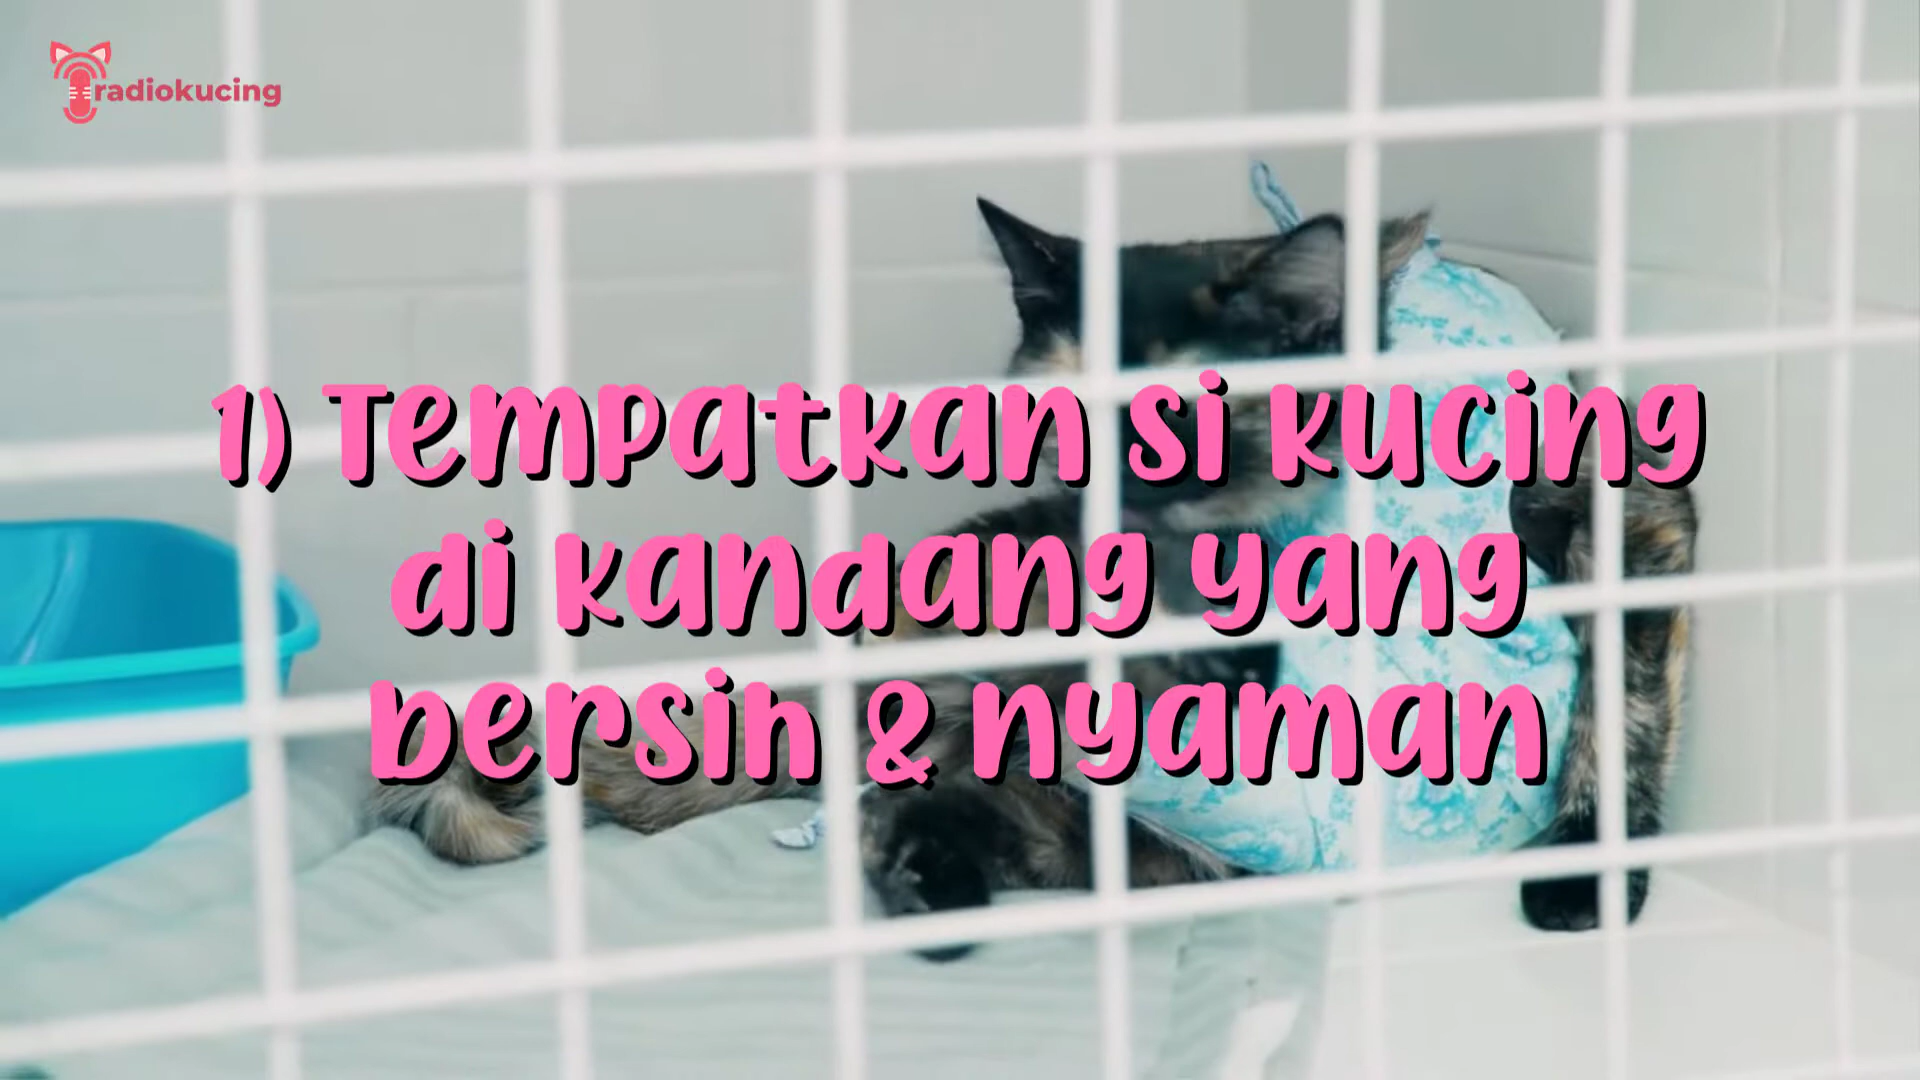 radiokucing
1) Tempatkan si kucing
di kandang yang
bersih & nyaman